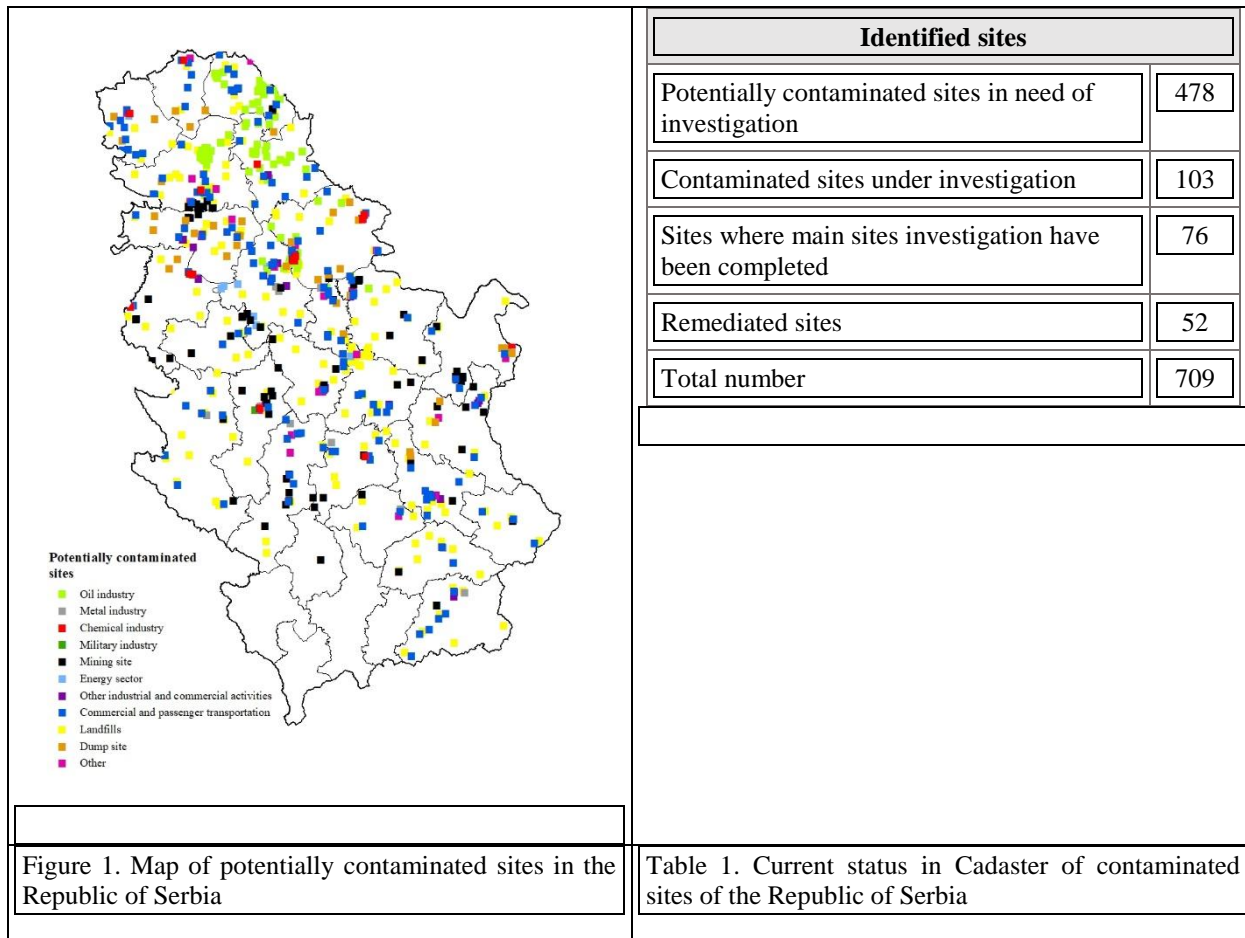 Potentially contaminated
sites
Oil industry
Metal industry
Chemical industry
Military industry
Mining site
Energy sector
Other industrial and commercial activities
Commercial and passenger transportation
Landfills
Dump site
Other
Figure 1. Map of potentially contaminated sites in the
Republic of Serbia
Identified sites
Potentially contaminated sites in need of
investigation
478
Contaminated sites under investigation
103
Sites where main sites investigation have
been completed
76
Remediated sites
52
Total number
709
Table 1. Current status in Cadaster of contaminated
sites of the Republic of Serbia